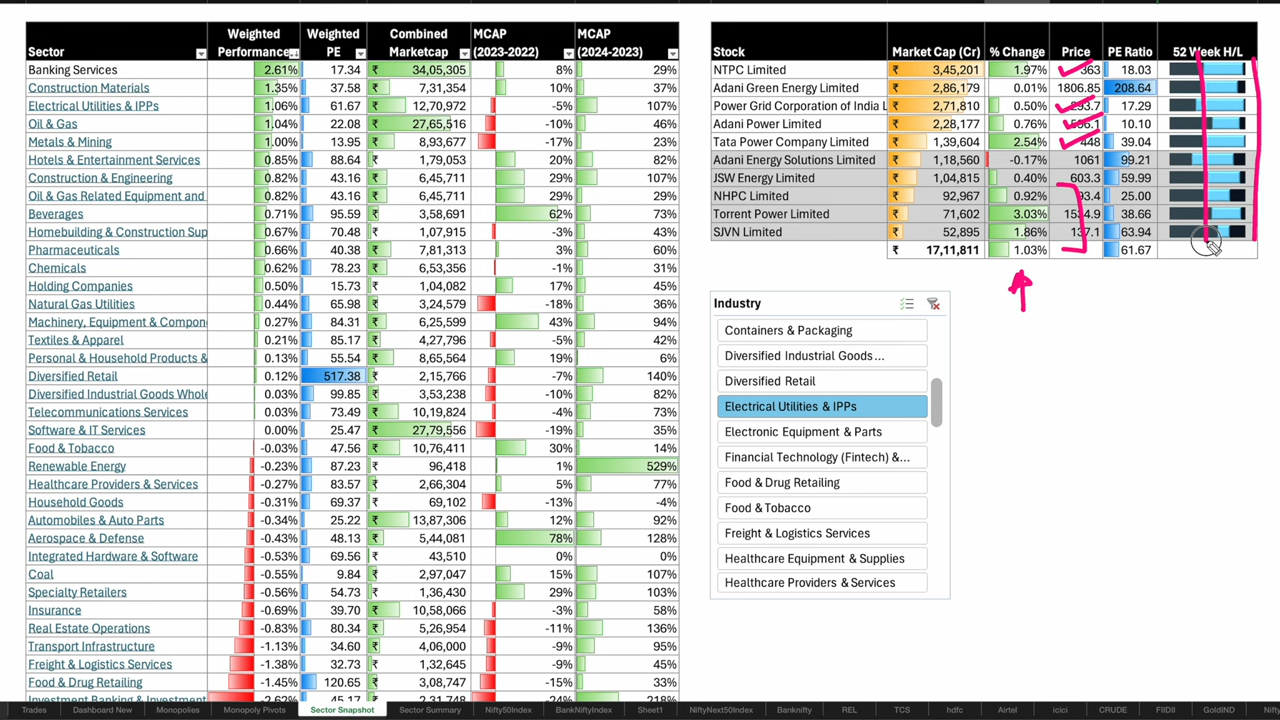 Sector Weighted Performance Weighted PE Combined Marketcap MCAP (2023-2022) MCAP (2024-2023)
Banking Services 2.61% 17.34 ₹ 34,05,305 8% 29%
Construction Materials 1.35% 37.58 ₹ 7,31,354 10% 37%
Electrical Utilities & IPPs 1.06% 61.67 ₹ 12,70,972 -5% 107%
Oil & Gas 1.04% 22.08 ₹ 27,65,516 -10% 46%
Metals & Mining 1.00% 13.95 ₹ 8,93,677 -17% 23%
Hotels & Entertainment Services 0.85% 88.64 ₹ 1,79,053 20% 82%
Construction & Engineering 0.82% 43.16 ₹ 6,45,711 29% 107%
Oil & Gas Related Equipment and 0.82% 43.16 ₹ 6,45,711 29% 29%
Beverages 0.71% 95.59 ₹ 3,58,691 62% 73%
Homebuilding & Construction Sup 0.67% 70.48 ₹ 1,08,672 -3% 43%
Pharmaceuticals 0.66% 40.38 ₹ 7,81,313 3% 60%
Chemicals 0.62% 78.23 ₹ 6,53,356 -1% 31%
Holding Companies 0.50% 15.73 ₹ 1,04,082 17% 45%
Natural Gas Utilities 0.44% 65.98 ₹ 3,24,579 -18% 36%
Machinery, Equipment & Compon 0.27% 84.31 ₹ 6,25,599 43% 94%
Textiles & Apparel 0.21% 85.17 ₹ 4,27,796 -5% 42%
Personal & Household Products & 0.13% 55.54 ₹ 8,65,564 19% 6%
Diversified Retail 0.12% 517.38 ₹ 2,15,766 -7% 140%
Diversified Industrial Goods Whole 0.03% 99.85 ₹ 3,53,238 -10% 82%
Telecommunications Services 0.03% 73.49 ₹ 10,19,824 -4% 73%
Software & IT Services 0.00% 25.47 ₹ 27,79,556 -19% 35%
Food & Tobacco -0.03% 47.56 ₹ 10,76,411 30% 14%
Renewable Energy -0.23% 87.23 ₹ 96,418 1% 529%
Healthcare Providers & Services -0.27% 83.57 ₹ 2,66,304 5% 77%
Household Goods -0.31% 69.37 ₹ 69,102 -13% -4%
Automobiles & Auto Parts -0.34% 25.22 ₹ 13,87,306 12% 92%
Aerospace & Defense -0.43% 48.13 ₹ 5,44,081 78% 128%
Integrated Hardware & Software -0.53% 69.56 ₹ 43,510 0% 0%
Coal -0.55% 9.84 ₹ 2,97,047 15% 107%
Specialty Retailers -0.56% 54.73 ₹ 1,36,430 29% 103%
Insurance -0.69% 39.70 ₹ 10,58,066 -3% 58%
Real Estate Operations -0.83% 80.34 ₹ 5,26,954 -11% 136%
Transport Infrastructure -1.13% 34.60 ₹ 4,06,000 -9% 95%
Freight & Logistics Services -1.38% 32.73 ₹ 1,32,645 -9% 45%
Food & Drug Retailing -1.45% 120.65 ₹ 3,08,747 -15% 33%
Investment Banking & Investment -2.62% 45.17 ₹ 2,31,748 -24% 218%
Stock Market Cap (Cr) % Change Price PE Ratio 52 Week H/L
NTPC Limited ₹ 3,45,201 1.97% 363 18.03
Adani Green Energy Limited ₹ 2,86,179 0.01% 1806.85 208.64
Power Grid Corporation of India L ₹ 2,71,810 0.50% 17.29
Adani Power Limited ₹ 2,28,177 0.76% 10.10
Tata Power Company Limited ₹ 1,39,604 2.54% 448 39.04
Adani Energy Solutions Limited ₹ 1,18,560 -0.17% 1061 99.21
JSW Energy Limited ₹ 1,04,815 0.40% 603.3 59.99
NHPC Limited ₹ 92,967 0.92% 25.00
Torrent Power Limited ₹ 71,602 3.03% 38.66
SJVN Limited ₹ 52,895 1.86% 137.1 63.94
₹ 17,11,811 1.03% 61.67
Industry
Containers & Packaging
Diversified Industrial Goods...
Diversified Retail
Electrical Utilities & IPPs
Electronic Equipment & Parts
Financial Technology (Fintech) &...
Food & Drug Retailing
Food & Tobacco
Freight & Logistics Services
Healthcare Equipment & Supplies
Healthcare Providers & Services
Trades Dashboard New Monopolies Monopoly Pivots Sector Snapshot Sector Summary Nifty50Index BankNiftyIndex Sheet1 NiftyNext50Index Banknifty REL TCS hdfc Airtel icici CRUDE FIIDII GoldIND